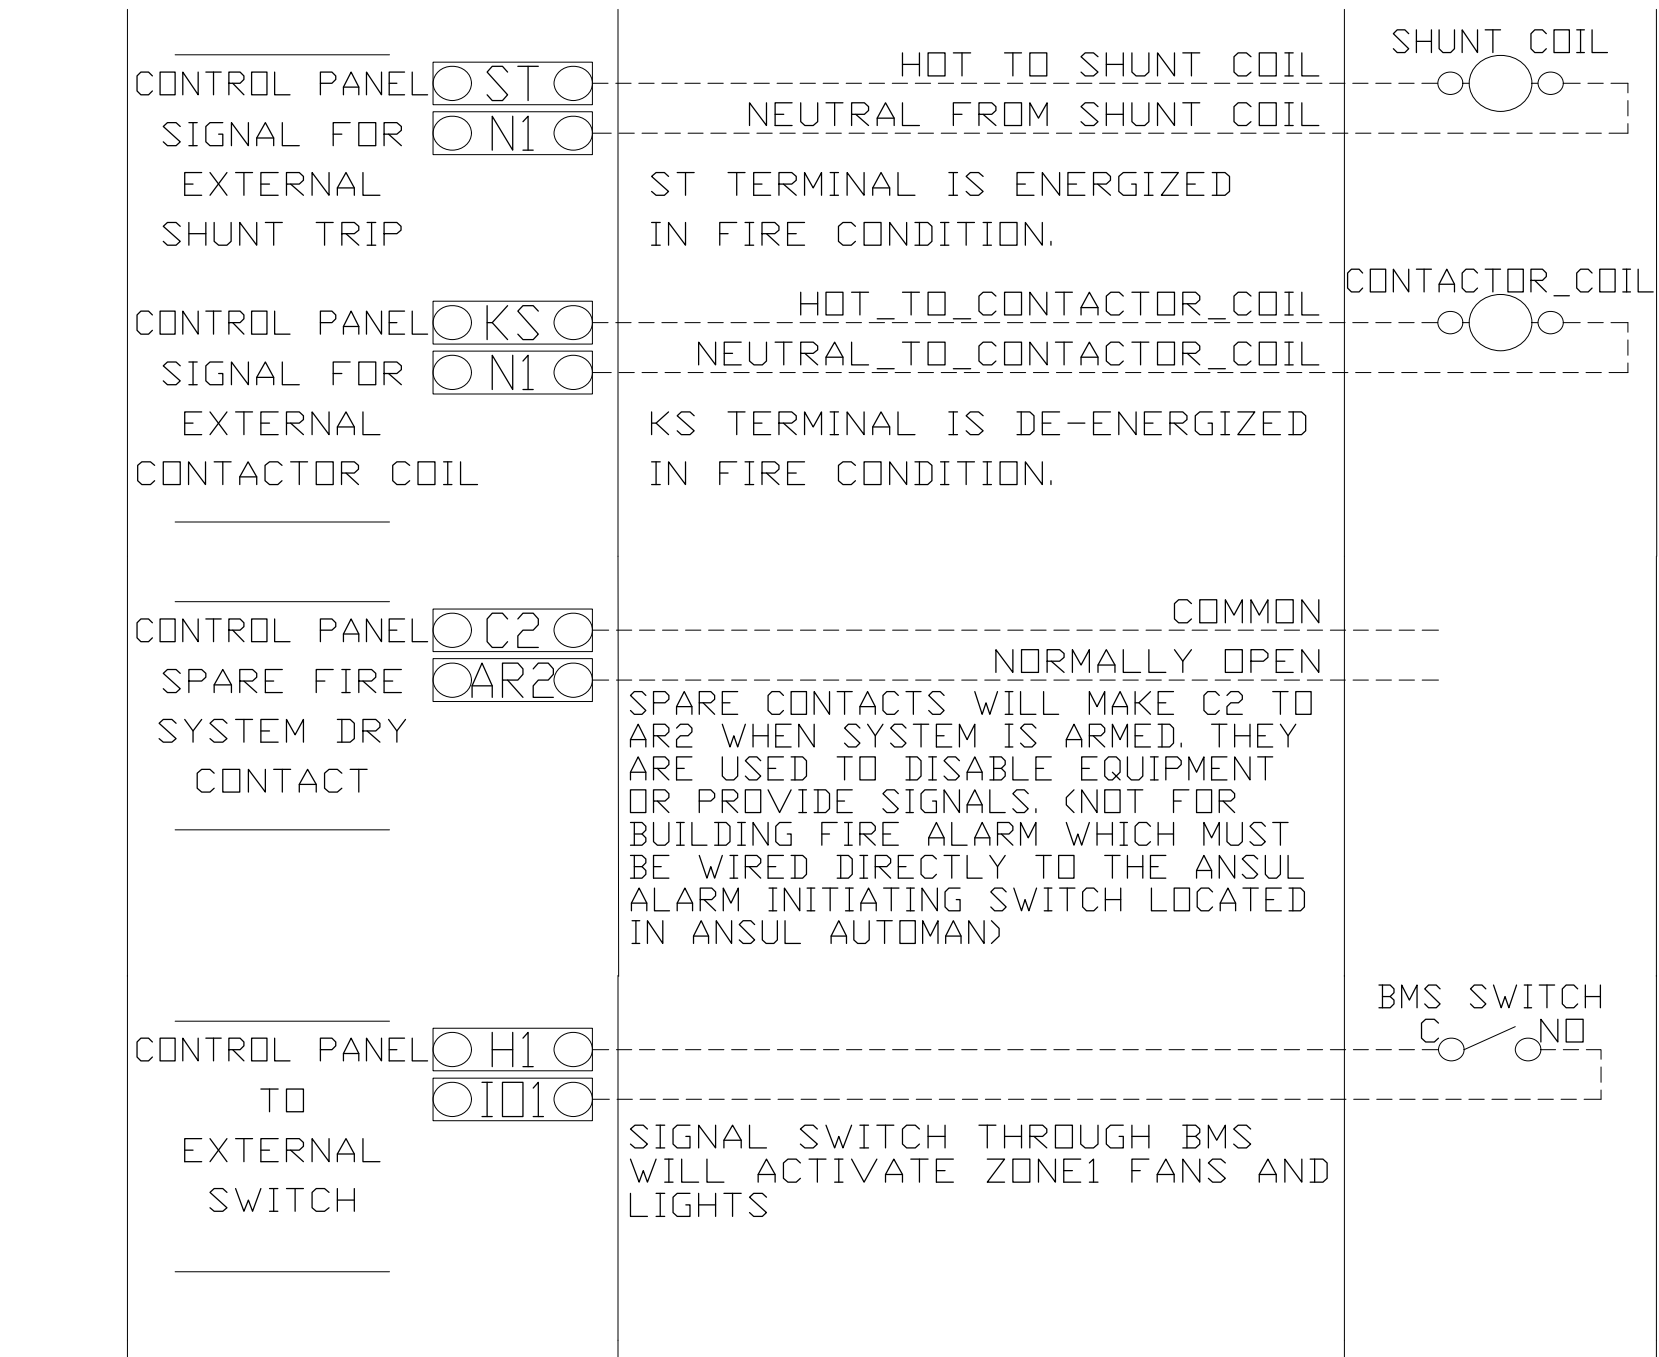 SHUNT COIL
CONTROL PANEL ST HOT TO SHUNT COIL
SIGNAL FOR N1 NEUTRAL FROM SHUNT COIL
EXTERNAL ST TERMINAL IS ENERGIZED
SHUNT TRIP IN FIRE CONDITION.
CONTACTOR_COIL
CONTROL PANEL KS HOT_TO_CONTACTOR_COIL
SIGNAL FOR N1 NEUTRAL_TO_CONTACTOR_COIL
EXTERNAL KS TERMINAL IS DE-ENERGIZED
CONTACTOR COIL IN FIRE CONDITION.
CONTROL PANEL C2 COMMON
SPARE FIRE AR2 NORMALLY OPEN
SYSTEM DRY
CONTACT
SPARE CONTACTS WILL MAKE C2 TO
AR2 WHEN SYSTEM IS ARMED. THEY
ARE USED TO DISABLE EQUIPMENT
OR PROVIDE SIGNALS. (NOT FOR
BUILDING FIRE ALARM WHICH MUST
BE WIRED DIRECTLY TO THE ANSUL
ALARM INITIATING SWITCH LOCATED
IN ANSUL AUTOMAN)
BMS SWITCH
C NO
CONTROL PANEL H1
TO IO1
EXTERNAL
SWITCH
SIGNAL SWITCH THROUGH BMS
WILL ACTIVATE ZONE1 FANS AND
LIGHTS